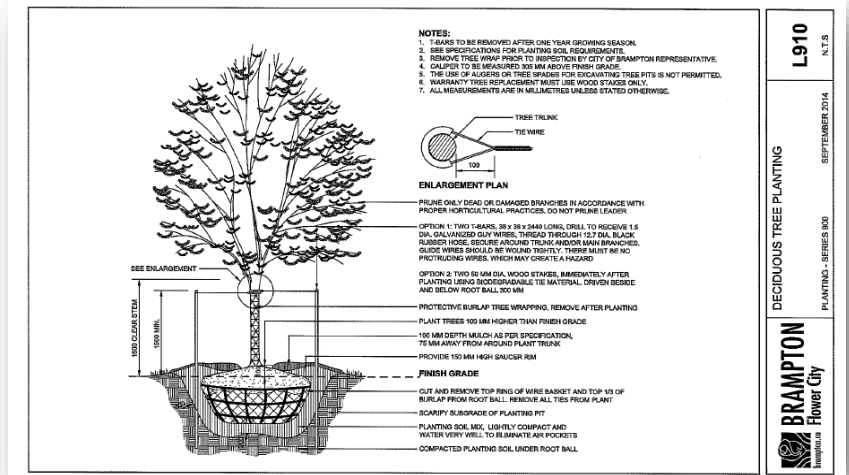 NOTES:
1. T-BARS TO BE REMOVED AFTER ONE YEAR GROWING SEASON.
2. SEE SPECIFICATIONS FOR PLANTING SOIL REQUIREMENTS.
3. REMOVE TREE WRAP PRIOR TO INSPECTION BY CITY OF BRAMPTON REPRESENTATIVE.
4. CALIPER TO BE MEASURED 305 MM ABOVE FINISH GRADE.
5. THE USE OF AUGERS OR TREE SPADES FOR EXCAVATING TREE PITS IS NOT PERMITTED.
6. WARRANTY TREE REPLACEMENT MUST USE WOOD STAKES ONLY.
7. ALL MEASUREMENTS ARE IN MILLIMETRES UNLESS STATED OTHERWISE.
TREE TRUNK
TIE WIRE
100
ENLARGEMENT PLAN
PRUNE ONLY DEAD OR DAMAGED BRANCHES IN ACCORDANCE WITH
PROPER HORTICULTURAL PRACTICES. DO NOT PRUNE LEADER
OPTION 1: TWO T-BARS, 38 x 38 x 2440 LONG, DRILL TO RECEIVE 1.5
DIA. GALVANIZED GUY WIRES, THREAD THROUGH 12.7 DIA. BLACK
RUBBER HOSE, SECURE AROUND TRUNK AND/OR MAIN BRANCHES.
GUIDE WIRES SHOULD BE WOUND TIGHTLY. THERE MUST BE NO
PROTRUDING WIRES, WHICH MAY CREATE A HAZARD
OPTION 2: TWO 50 MM DIA. WOOD STAKES, IMMEDIATELY AFTER
PLANTING USING BIODEGRADABLE TIE MATERIAL, DRIVEN BESIDE
AND BELOW ROOT BALL 300 MM
SEE ENLARGEMENT
PROTECTIVE BURLAP TREE WRAPPING, REMOVE AFTER PLANTING
PLANT TREES 100 MM HIGHER THAN FINISH GRADE
100 MM DEPTH MULCH AS PER SPECIFICATION,
75 MM AWAY FROM AROUND PLANT TRUNK
PROVIDE 150 MM HIGH SAUCER RIM
1800 CLEAR STEM
1500 MIN.
FINISH GRADE
CUT AND REMOVE TOP RING OF WIRE BASKET AND TOP 1/3 OF
BURLAP FROM ROOT BALL. REMOVE ALL TIES FROM PLANT
SCARIFY SUBGRADE OF PLANTING PIT
PLANTING SOIL MIX, LIGHTLY COMPACT AND
WATER VERY WELL TO ELIMINATE AIR POCKETS
COMPACTED PLANTING SOIL UNDER ROOT BALL
L910
N.T.S
DECIDUOUS TREE PLANTING
PLANTING - SERIES 900
SEPTEMBER 2014
BRAMPTON
Flower City
brampton.ca